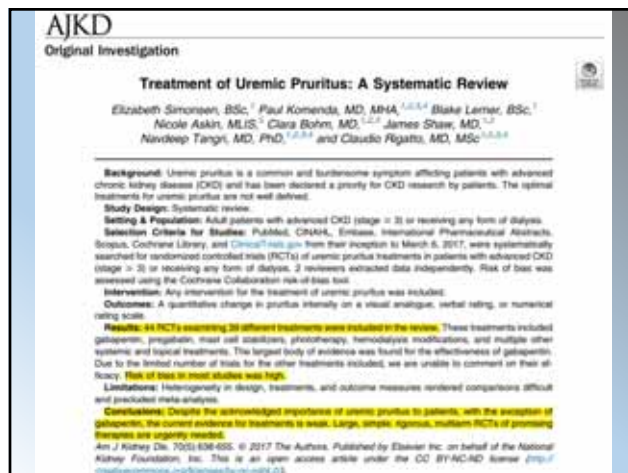 AJKD
Original Investigation
Treatment of Uremic Pruritus: A Systematic Review
Elizabeth Simonsen, BSc, Paul Komenda, MD, MHA, Blake Lerner, BSc,
Nicole Askin, MLIS, Clara Bohm, MD, James Shaw, MD,
Navdeep Tangri, MD, PhD, and Claudio Rigatto, MD, MSc
Background: Uremic pruritus is a common and burdensome symptom affecting patients with advanced
chronic kidney disease (CKD) and has been declared a priority for CKD research by patients. The optimal
treatments for uremic pruritus are not well defined.
Study Design: Systematic review.
Setting & Population: Adult patients with advanced CKD (stage ≥ 3) or receiving any form of dialysis.
Selection Criteria for Studies: PubMed, CINAHL, Embase, International Pharmaceutical Abstracts,
Scopus, Cochrane Library, and ClinicalTrials.gov from their inception to March 6, 2017, were systematically
searched for randomized controlled trials (RCTs) of uremic pruritus treatments in patients with advanced CKD
(stage ≥ 3) or receiving any form of dialysis. 2 reviewers extracted data independently. Risk of bias was
assessed using the Cochrane Collaboration risk-of-bias tool.
Intervention: Any intervention for the treatment of uremic pruritus was included.
Outcomes: A quantitative change in pruritus intensity on a visual analogue, verbal rating, or numerical
rating scale.
Results: 44 RCTs examining 39 different treatments were included in the review. These treatments included
gabapentin, pregabalin, mast cell stabilizers, phototherapy, hemodialysis modifications, and multiple other
systemic and topical treatments. The largest body of evidence was found for the effectiveness of gabapentin.
Due to the limited number of trials for the other treatments included, we are unable to comment on their ef-
ficacy. Risk of bias in most studies was high.
Limitations: Heterogeneity in design, treatments, and outcome measures rendered comparisons difficult
and precluded meta-analysis.
Conclusions: Despite the acknowledged importance of uremic pruritus to patients, with the exception of
gabapentin, the current evidence for treatments is weak. Large, simple, rigorous, multiarm RCTs of promising
therapies are urgently needed.
Am J Kidney Dis. 70(5):638-655. © 2017 The Authors. Published by Elsevier Inc. on behalf of the National
Kidney Foundation, Inc. This is an open access article under the CC BY-NC-ND license (http://
creativecommons.org/licenses/by-nc-nd/4.0/).